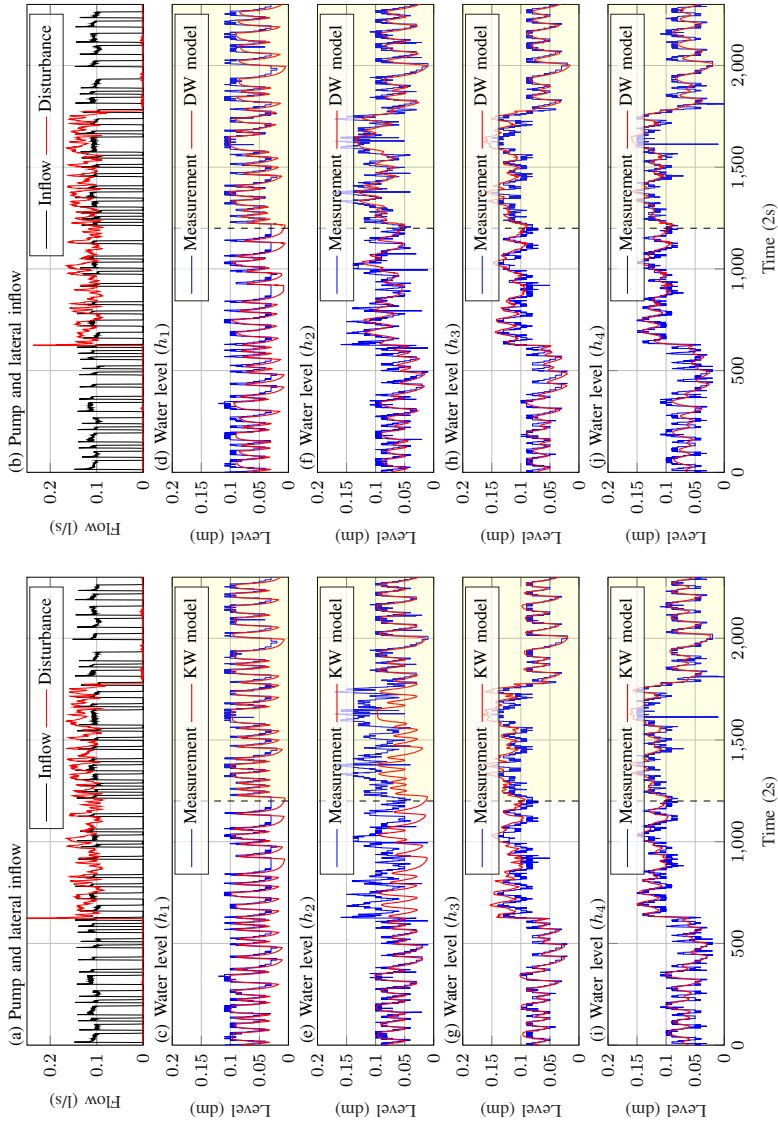 (a) Pump and lateral inflow
Flow (l/s)
0.2
0.1
0
Inflow
Disturbance
(b) Pump and lateral inflow
Flow (l/s)
0.2
0.1
0
Inflow
Disturbance
(c) Water level (h1)
Level (dm)
0.2
0.15
0.1
0.05
0
Measurement
KW model
(d) Water level (h1)
Level (dm)
0.2
0.15
0.1
0.05
0
Measurement
DW model
(e) Water level (h2)
Level (dm)
0.2
0.15
0.1
0.05
0
Measurement
KW model
(f) Water level (h2)
Level (dm)
0.2
0.15
0.1
0.05
0
Measurement
DW model
(g) Water level (h3)
Level (dm)
0.2
0.15
0.1
0.05
0
Measurement
KW model
(h) Water level (h3)
Level (dm)
0.2
0.15
0.1
0.05
0
Measurement
DW model
(i) Water level (h4)
Level (dm)
0.2
0.15
0.1
0.05
0
Measurement
KW model
0
500
1,000
1,500
2,000
Time (2s)
(j) Water level (h4)
Level (dm)
0.2
0.15
0.1
0.05
0
Measurement
DW model
0
500
1,000
1,500
2,000
Time (2s)